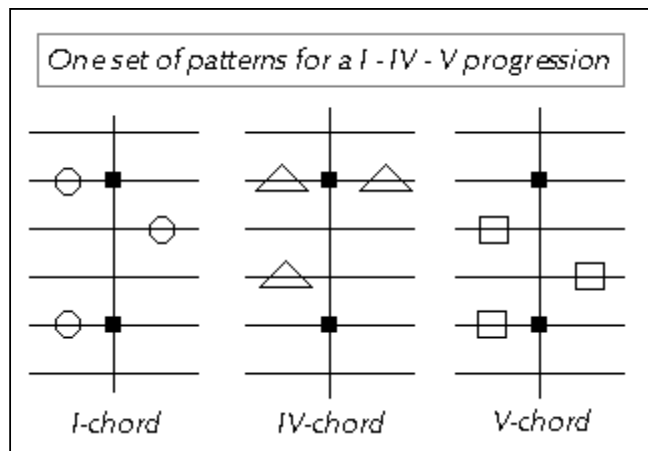 One set of patterns for a I - IV - V progression
I-chord
IV-chord
V-chord